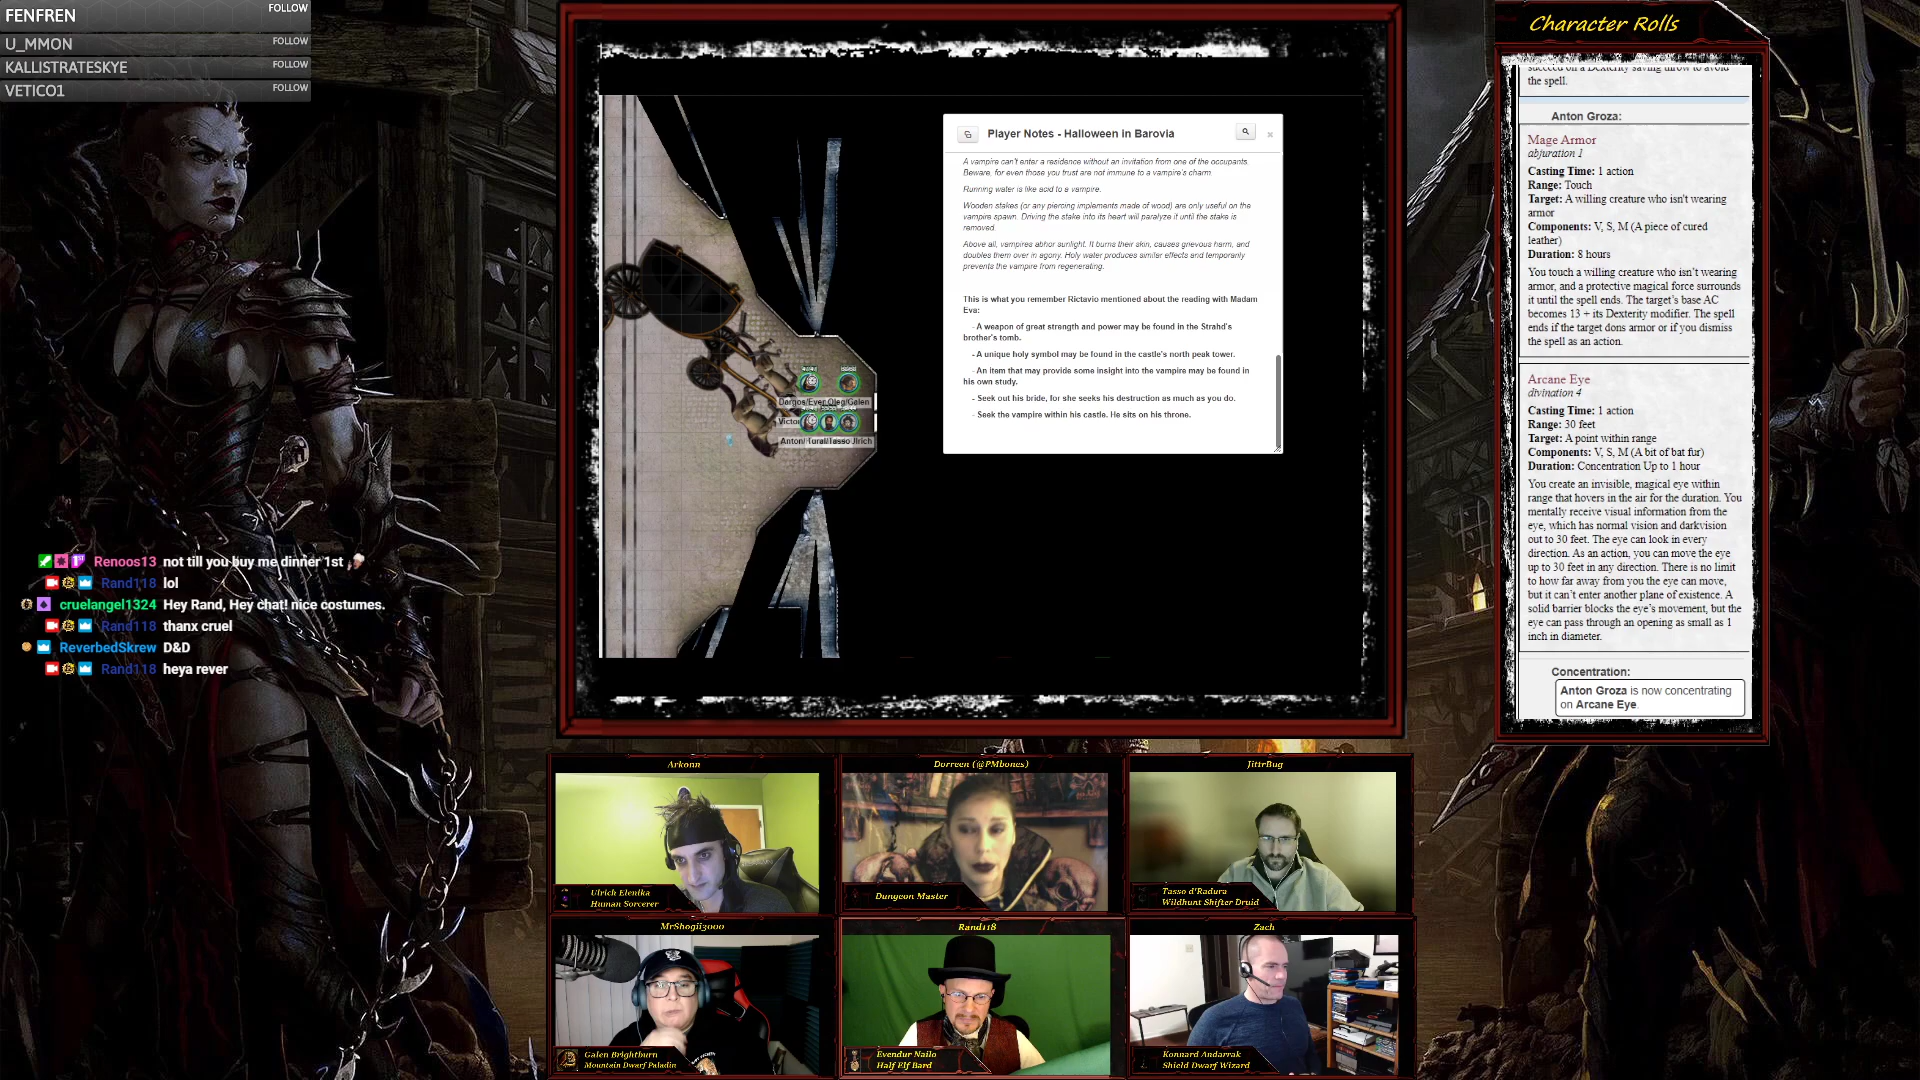 FENFREN FOLLOW
U_MMON FOLLOW
KALLISTRATESKYE FOLLOW
VETICO1 FOLLOW
Renoos13 not till you buy me dinner 1st
Rand118 lol
cruelangel1324 Hey Rand, Hey chat! nice costumes.
Rand118 thanx cruel
ReverbedSkrew D&D
Rand118 heya rever
Player Notes - Halloween in Barovia
A vampire can't enter a residence without an invitation from one of the occupants.
Beware, for even those you trust are not immune to a vampire's charm.
Running water is like acid to a vampire.
Wooden stakes (or any piercing implements made of wood) are only useful on the
vampire spawn. Driving the stake into its heart will paralyze it until the stake is
removed.
Above all, vampires abhor sunlight. It burns their skin, causes grievous harm, and
doubles them over in agony. Holy water produces similar effects and temporarily
prevents the vampire from regenerating.
This is what you remember Rictavio mentioned about the reading with Madam
Eva:
- A weapon of great strength and power may be found in the Strahd's
brother's tomb.
- A unique holy symbol may be found in the castle's north peak tower.
- An item that may provide some insight into the vampire may be found in
his own study.
- Seek out his bride, for she seeks his destruction as much as you do.
- Seek the vampire within his castle. He sits on his throne.
Character Rolls
succeed on a Dexterity saving throw to avoid
the spell.
Anton Groza:
Mage Armor
abjuration 1
Casting Time: 1 action
Range: Touch
Target: A willing creature who isn't wearing
armor
Components: V, S, M (A piece of cured
leather)
Duration: 8 hours
You touch a willing creature who isn't wearing
armor, and a protective magical force surrounds
it until the spell ends. The target's base AC
becomes 13 + its Dexterity modifier. The spell
ends if the target dons armor or if you dismiss
the spell as an action.
Arcane Eye
divination 4
Casting Time: 1 action
Range: 30 feet
Target: A point within range
Components: V, S, M (A bit of bat fur)
Duration: Concentration Up to 1 hour
You create an invisible, magical eye within
range that hovers in the air for the duration. You
mentally receive visual information from the
eye, which has normal vision and darkvision
out to 30 feet. The eye can look in every
direction. As an action, you can move the eye
up to 30 feet in any direction. There is no limit
to how far away from you the eye can move,
but it can't enter another plane of existence. A
solid barrier blocks the eye's movement, but the
eye can pass through an opening as small as 1
inch in diameter.
Concentration:
Anton Groza is now concentrating
on Arcane Eye.
Arkonn
Ulrich Elenika
Human Sorcerer
Dorreen (@PMbones)
Dungeon Master
JittrBug
Tasso d'Radura
Wildhunt Shifter Druid
MrShogii3000
Galen Brightburn
Mountain Dwarf Paladin
Rand118
Evendur Nailo
Half Elf Bard
Zach
Konnard Andarrak
Shield Dwarf Wizard